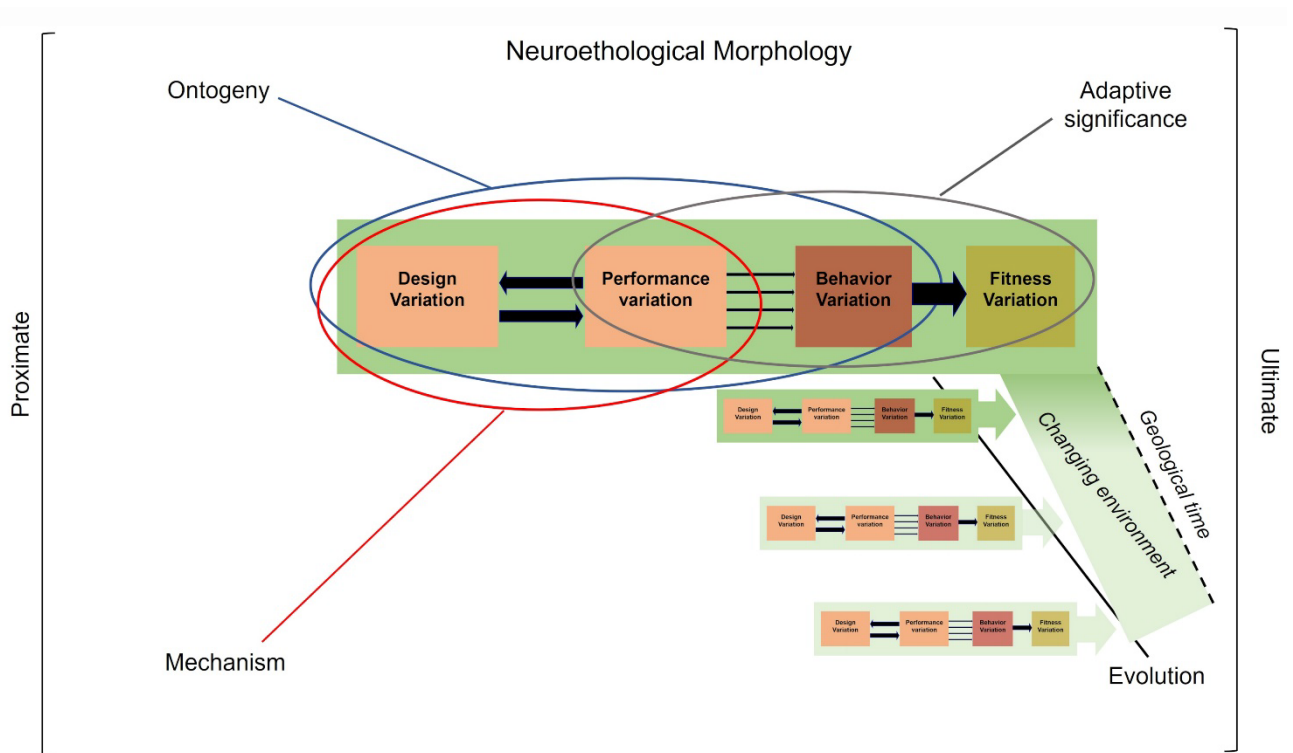 Neuroethological Morphology
Ontogeny
Adaptive
significance
Proximate
Ultimate
Design
Variation
Performance
variation
Behavior
Variation
Fitness
Variation
Design
Variation
Performance
variation
Behavior
Variation
Fitness
Variation
Design
Variation
Performance
variation
Behavior
Variation
Fitness
Variation
Design
Variation
Performance
variation
Behavior
Variation
Fitness
Variation
Changing environment
Geological time
Mechanism
Evolution